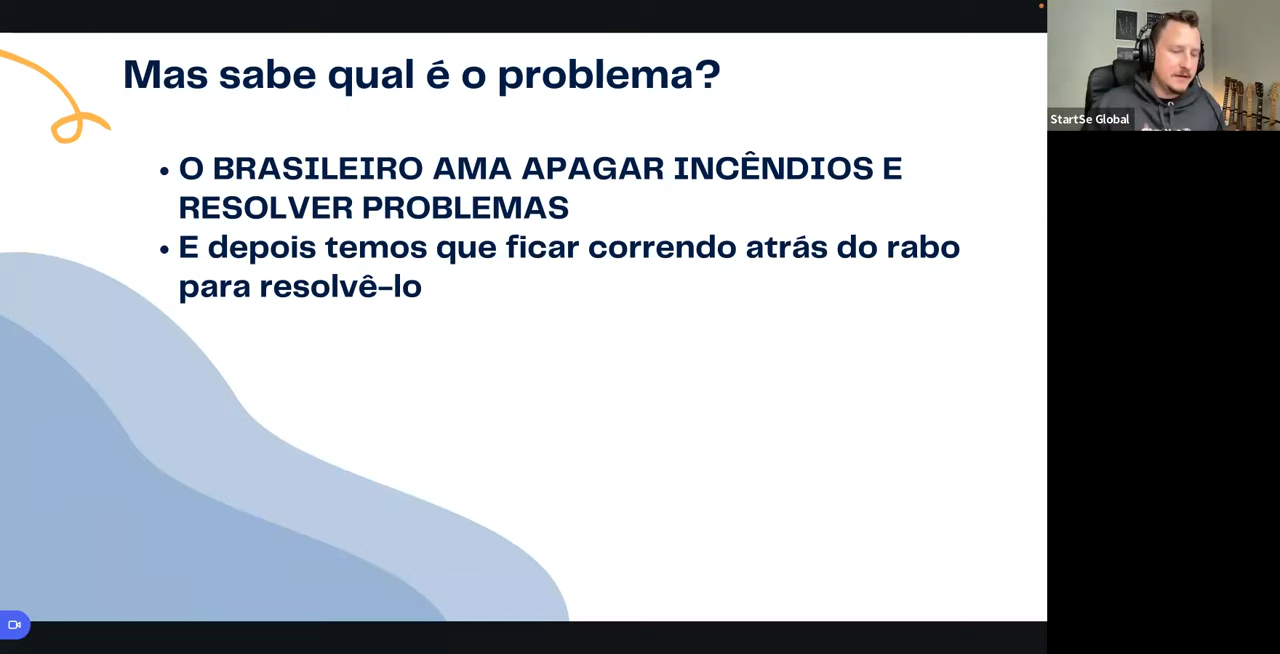 Mas sabe qual é o problema?
• O BRASILEIRO AMA APAGAR INCÊNDIOS E
RESOLVER PROBLEMAS
• E depois temos que ficar correndo atrás do rabo
para resolvê-lo
StartSe Global